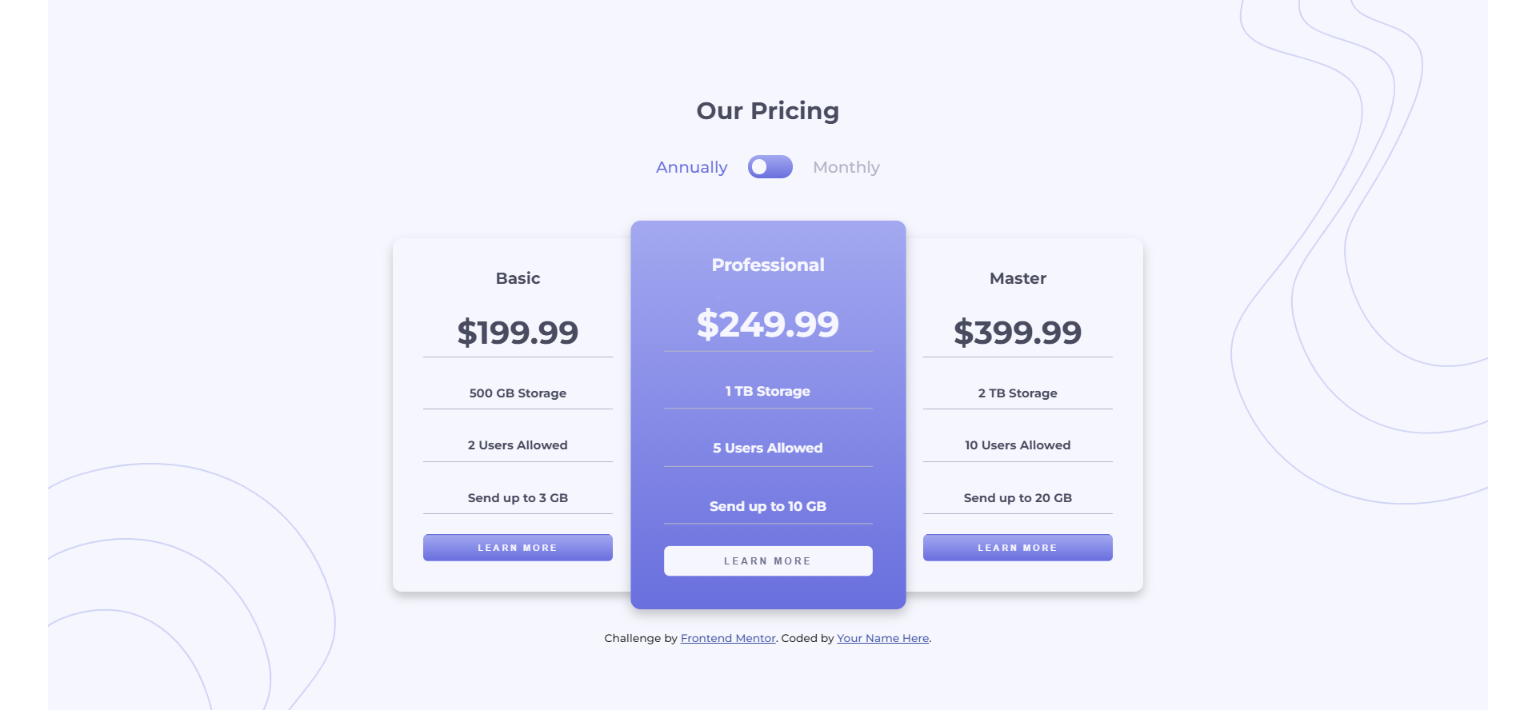 Our Pricing
Annually Monthly
Basic
$199.99
500 GB Storage
2 Users Allowed
Send up to 3 GB
LEARN MORE
Professional
$249.99
1 TB Storage
5 Users Allowed
Send up to 10 GB
LEARN MORE
Master
$399.99
2 TB Storage
10 Users Allowed
Send up to 20 GB
LEARN MORE
Challenge by Frontend Mentor. Coded by Your Name Here.